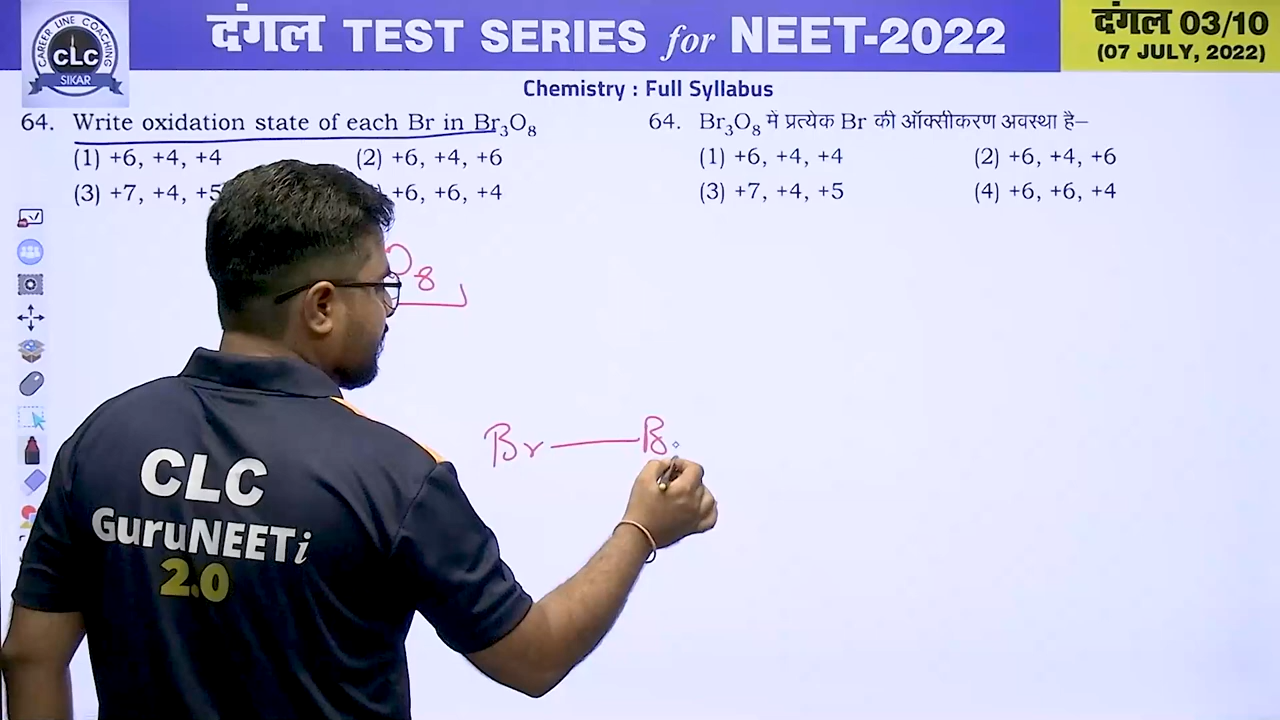 CAREER LINE COACHING
CLC
SIKAR
दंगल TEST SERIES for NEET-2022
दंगल 03/10
(07 JULY, 2022)
Chemistry : Full Syllabus
64. Write oxidation state of each Br in Br₃O₈
(1) +6, +4, +4 (2) +6, +4, +6
(3) +7, +4, +5 +6, +6, +4
64. Br₃O₈ में प्रत्येक Br की ऑक्सीकरण अवस्था है–
(1) +6, +4, +4 (2) +6, +4, +6
(3) +7, +4, +5 (4) +6, +6, +4
O₈
Br — B
CLC
GuruNEETi
2.0